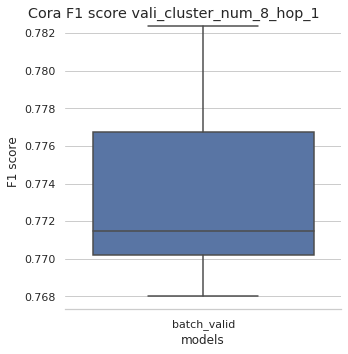 Cora F1 score vali_cluster_num_8_hop_1
0.782
0.780
0.778
0.776
0.774
0.772
0.770
0.768
F1 score
batch_valid
models